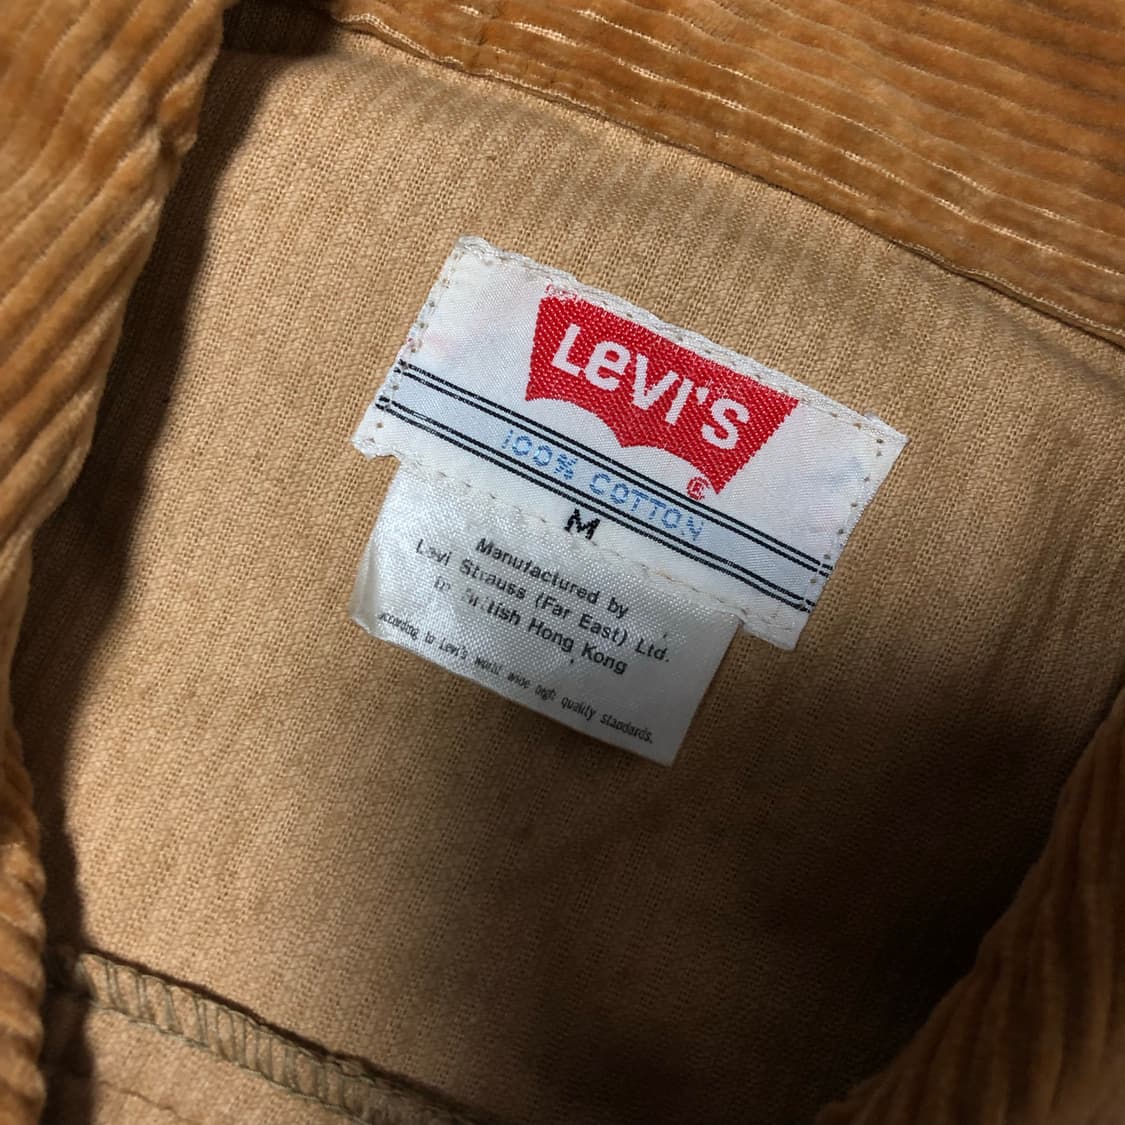 Levi's
®
100% COTTON
M
Manufactured by
Levi Strauss (Far East) Ltd.
in British Hong Kong
according to Levi's world wide high quality standards.